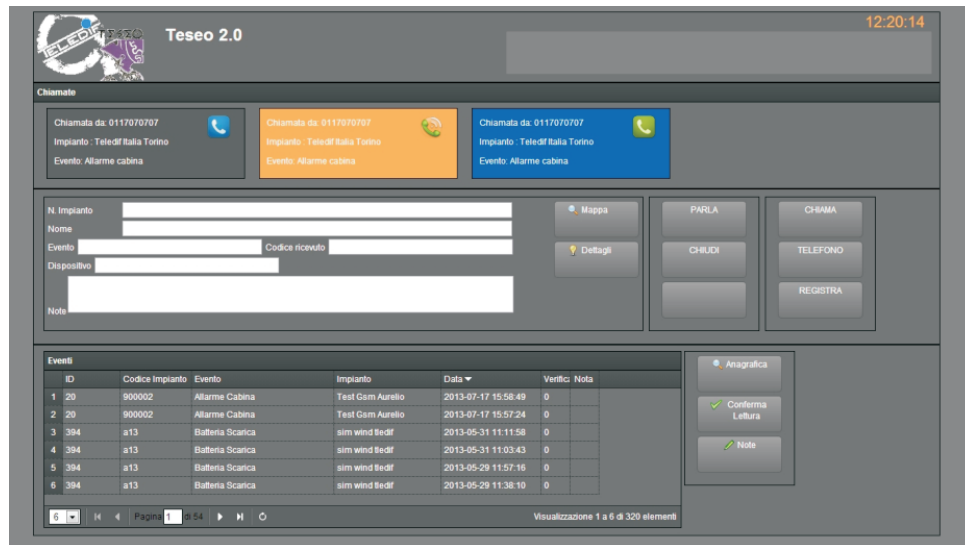 TELEDIF TESEO
Teseo 2.0
12:20:14
Chiamate
Chiamata da: 0117070707
Impianto : Teledif Italia Torino
Evento: Allarme cabina
Chiamata da: 0117070707
Impianto : Teledif Italia Torino
Evento: Allarme cabina
Chiamata da: 0117070707
Impianto : Teledif Italia Torino
Evento: Allarme cabina
N. Impianto
Nome
Evento Codice ricevuto
Dispositivo
Note
Mappa
Dettagli
PARLA
CHIUDI
CHIAMA
TELEFONO
REGISTRA
Eventi
ID Codice Impianto Evento Impianto Data Verific Nota
1 20 900002 Allarme Cabina Test Gsm Aurelio 2013-07-17 15:58:49 0
2 20 900002 Allarme Cabina Test Gsm Aurelio 2013-07-17 15:57:24 0
3 394 a13 Batteria Scarica sim wind tledif 2013-05-31 11:11:58 0
4 394 a13 Batteria Scarica sim wind tledif 2013-05-31 11:03:43 0
5 394 a13 Batteria Scarica sim wind tledif 2013-05-29 11:57:16 0
6 394 a13 Batteria Scarica sim wind tledif 2013-05-29 11:38:10 0
6 Pagina 1 di 54 Visualizzazione 1 a 6 di 320 elementi
Anagrafica
Conferma
Lettura
Note